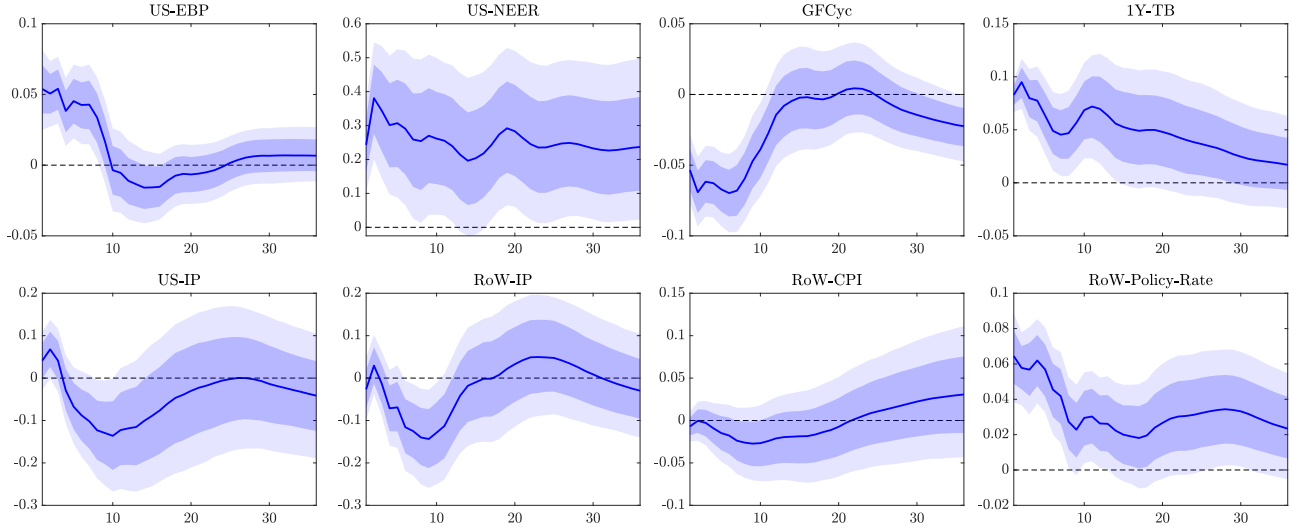 US-EBP US-NEER GFCyc 1Y-TB
0.1 0.6 0.05 0.15
0.5
0.05 0.4 0 0.1
0.3 0.05
0 0.2 -0.05
0.1 0
-0.05 0 -0.1 -0.05
10 20 30 10 20 30 10 20 30 10 20 30
US-IP RoW-IP RoW-CPI RoW-Policy-Rate
0.2 0.2 0.15 0.1
0.1 0.1 0.1 0.08
0.06
0 0 0.05 0.04
-0.1 -0.1 0 0.02
-0.2 -0.2 -0.05 0
-0.3 -0.3 -0.1 -0.02
10 20 30 10 20 30 10 20 30 10 20 30